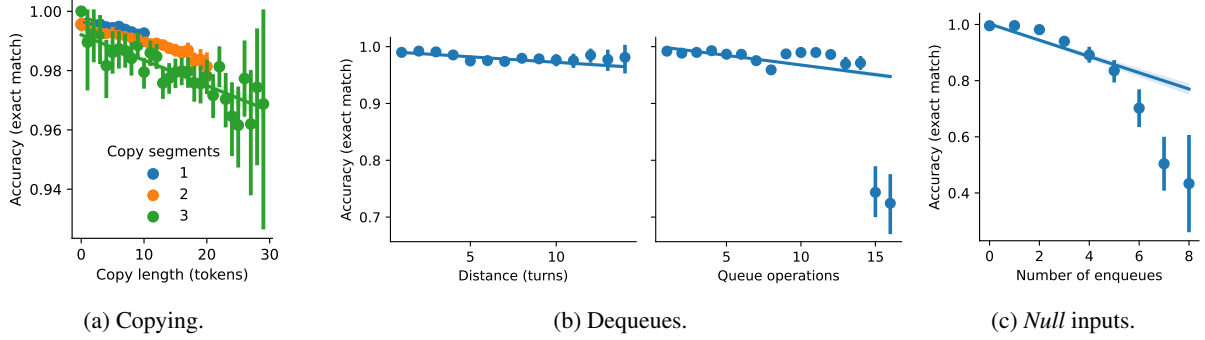 1.00
0.98
0.96
0.94
Accuracy (exact match)
Copy segments
1
2
3
0 10 20 30
Copy length (tokens)
(a) Copying.
1.0
0.9
0.8
0.7
Accuracy (exact match)
5 10
Distance (turns)
5 10 15
Queue operations
(b) Dequeues.
1.0
0.8
0.6
0.4
Accuracy (exact match)
0 2 4 6 8
Number of enqueues
(c) Null inputs.